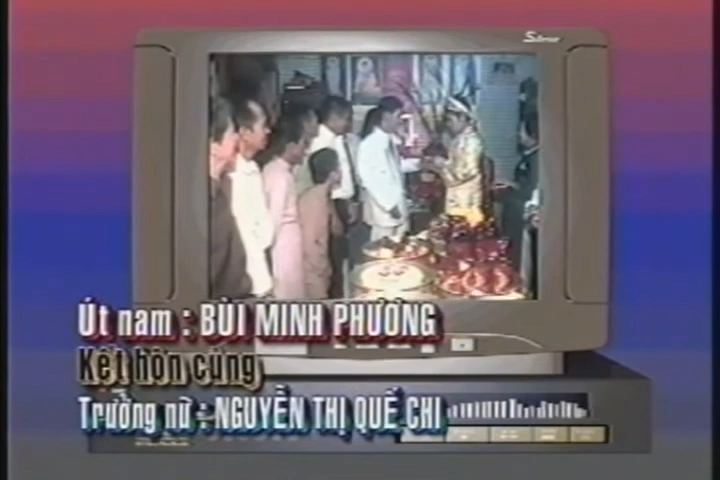 Út nam : BÙI MINH PHƯƠNG
Kết hôn cùng
Trưởng nữ : NGUYỄN THỊ QUẾ CHI